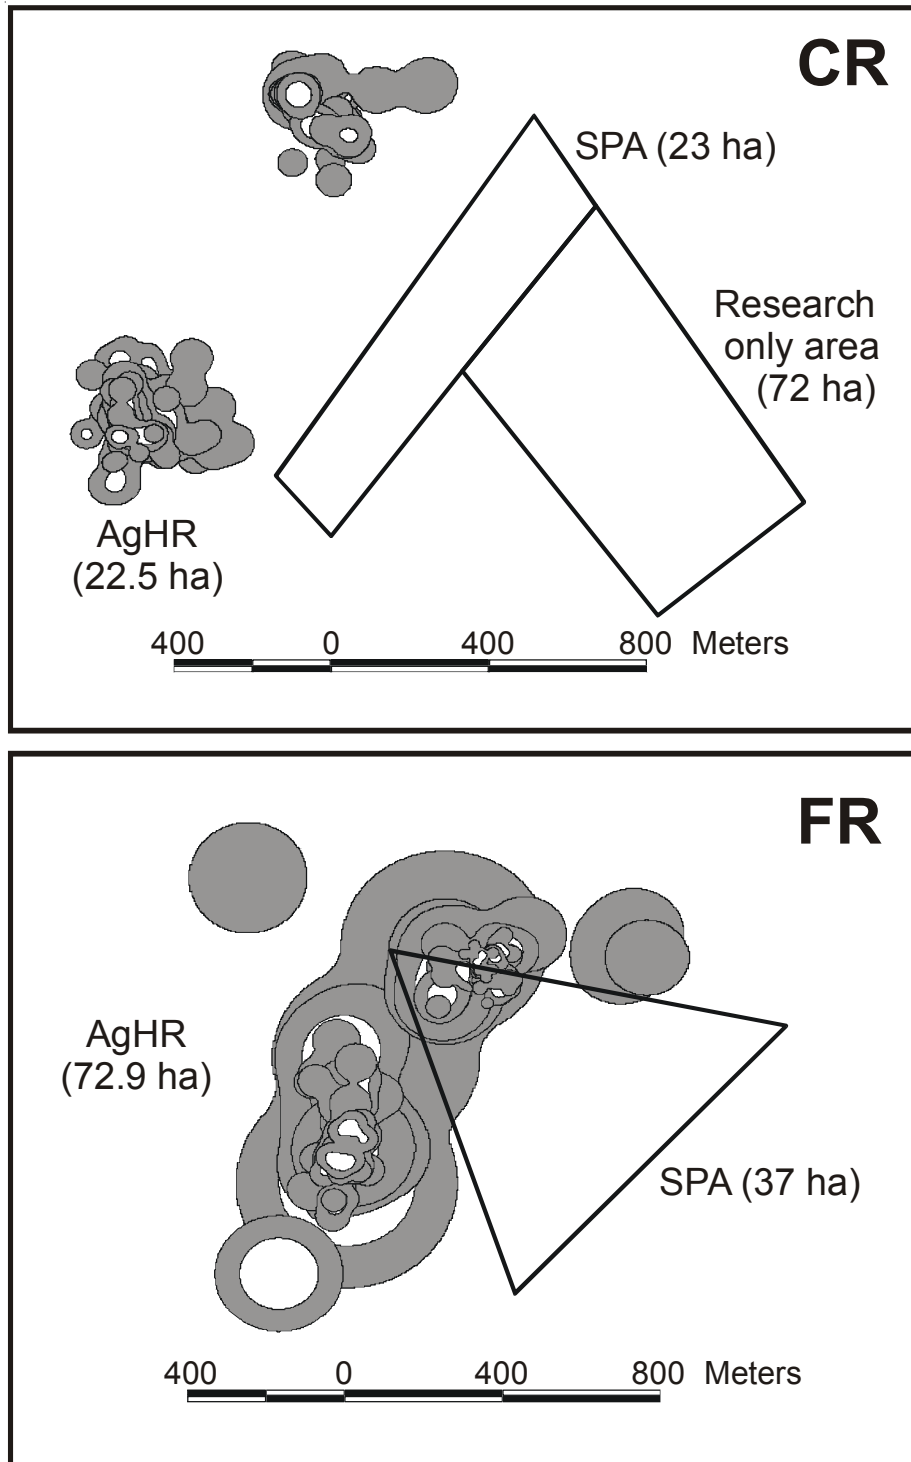 CR
SPA (23 ha)
Research
only area
(72 ha)
AgHR
(22.5 ha)
400 0 400 800 Meters
FR
AgHR
(72.9 ha)
SPA (37 ha)
400 0 400 800 Meters